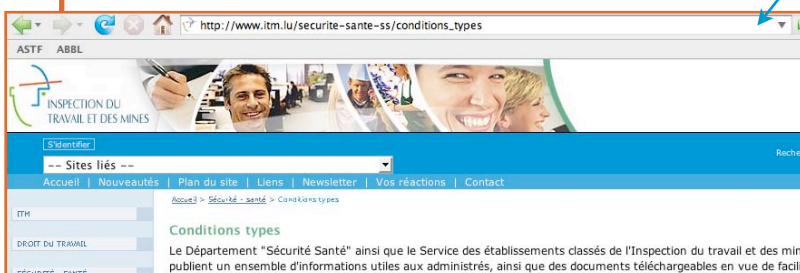 http://www.itm.lu/securite-sante-ss/conditions_types
ASTF ABBL
INSPECTION DU
TRAVAIL ET DES MINES
S'identifier
-- Sites liés --
Reche
Accueil | Nouveautés | Plan du site | Liens | Newsletter | Vos réactions | Contact
Accueil > Sécurité - santé > Conditions types
ITM
Conditions types
DROIT DU TRAVAIL
Le Département "Sécurité Santé" ainsi que le Service des établissements classés de l'Inspection du travail et des min
publient un ensemble d'informations utiles aux administrés, ainsi que des documents téléchargeables en vue de facili
SÉCURITÉ - SANTÉ